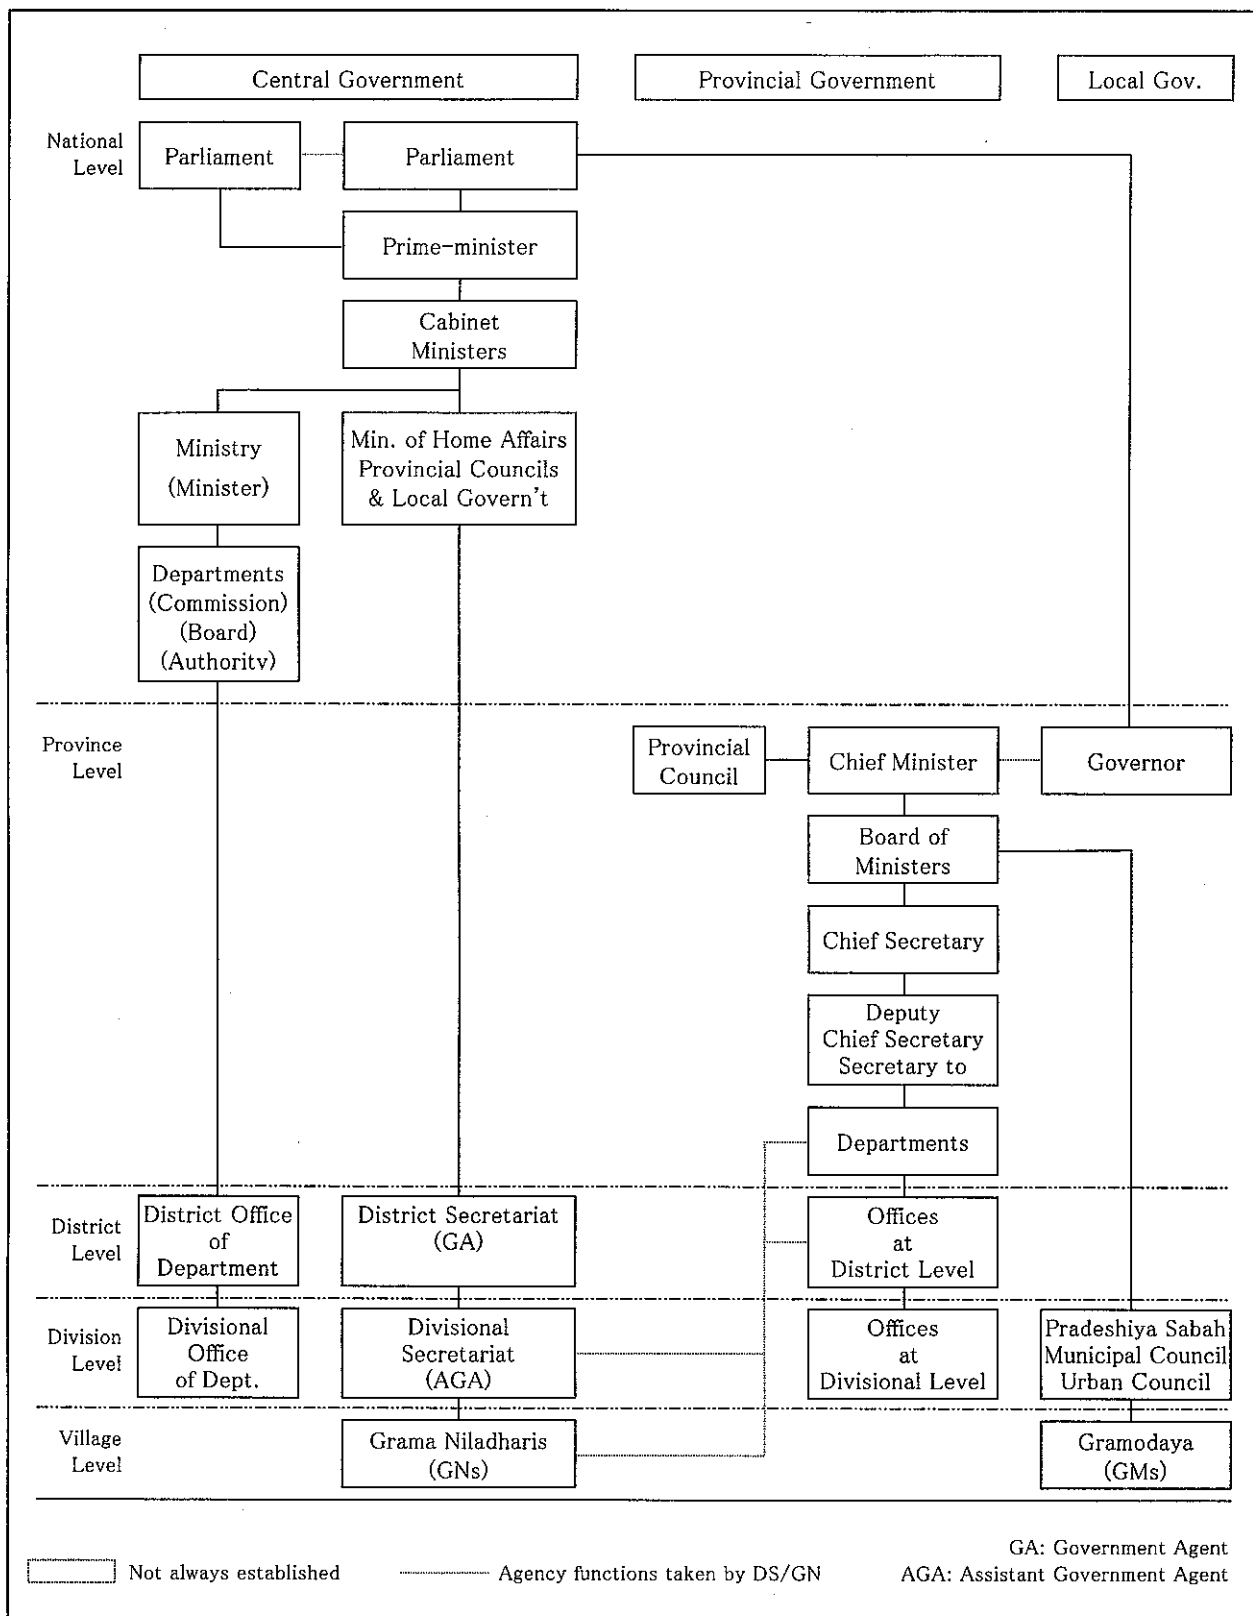 Central Government
Provincial Government
Local Gov.
National
Level
Parliament
Parliament
Prime-minister
Cabinet
Ministers
Ministry
(Minister)
Min. of Home Affairs
Provincial Councils
& Local Govern't
Departments
(Commission)
(Board)
(Authority)
Province
Level
Provincial
Council
Chief Minister
Governor
Board of
Ministers
Chief Secretary
Deputy
Chief Secretary
Secretary to
Departments
District
Level
District Office
of
Department
District Secretariat
(GA)
Offices
at
District Level
Division
Level
Divisional
Office
of Dept.
Divisional
Secretariat
(AGA)
Offices
at
Divisional Level
Pradeshiya Sabah
Municipal Council
Urban Council
Village
Level
Grama Niladharis
(GNs)
Gramodaya
(GMs)
Not always established
Agency functions taken by DS/GN
GA: Government Agent
AGA: Assistant Government Agent